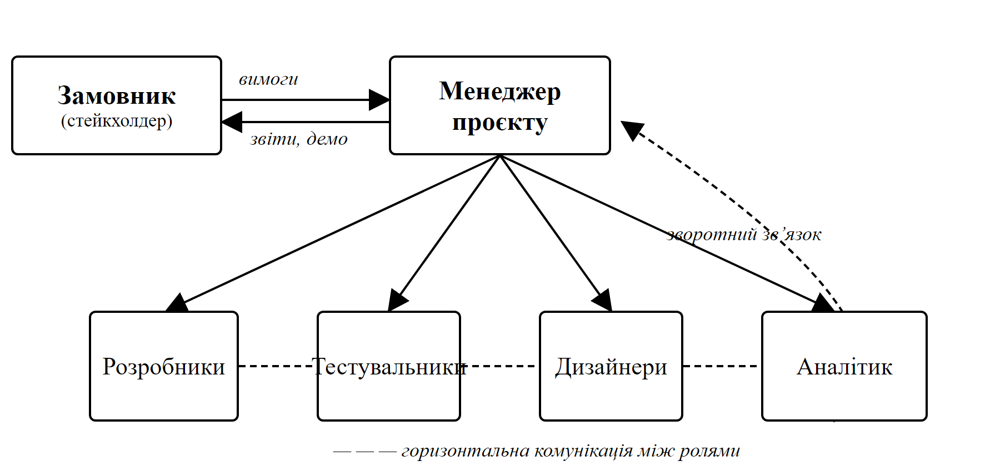 вимоги
Замовник
(стейкхолдер)
Менеджер
проєкту
звіти, демо
зворотний зв’язок
Розробники
Тестувальники
Дизайнери
Аналітик
— — — горизонтальна комунікація між ролями